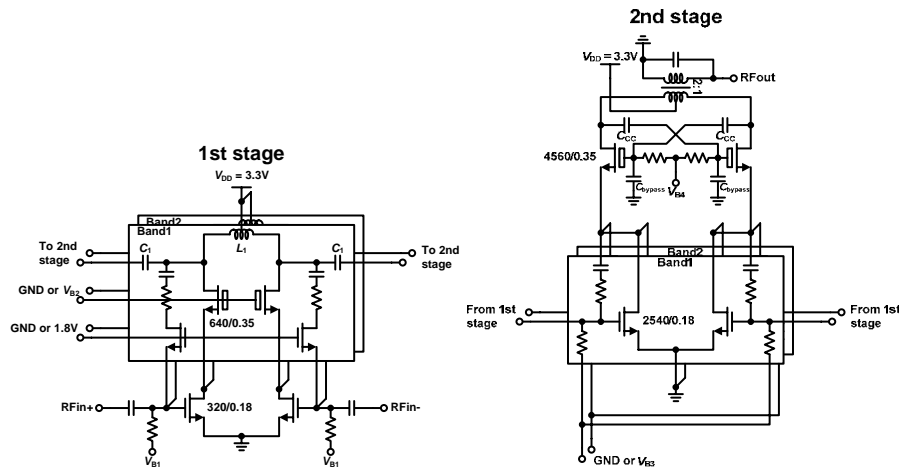 2nd stage
VDD = 3.3V
2:1
RFout
CCC
CCC
4560/0.35
Cbypass
VB4
Cbypass
1st stage
VDD = 3.3V
Band2
Band1
To 2nd
stage
C1
L1
C1
To 2nd
stage
GND or VB2
640/0.35
GND or 1.8V
RFin+
320/0.18
RFin-
VB1
VB1
Band2
Band1
From 1st
stage
2540/0.18
From 1st
stage
GND or VB3